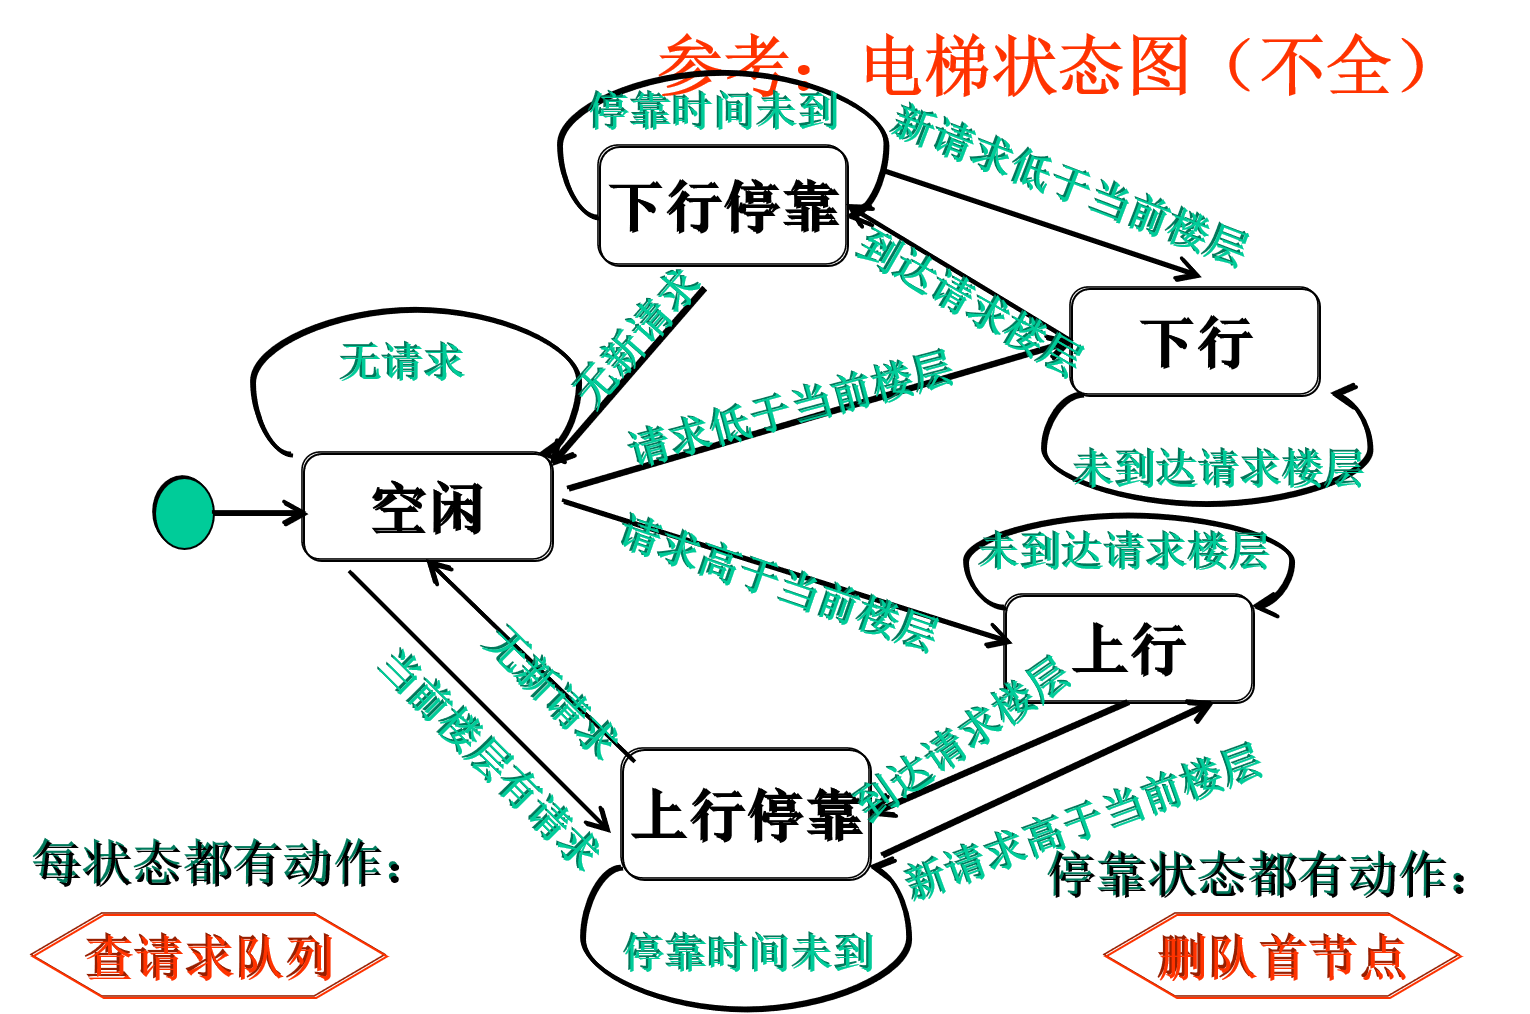 参考：电梯状态图（不全）
停靠时间未到
新请求低于当前楼层
下行停靠
到达请求楼层
无新请求
下行
无请求
请求低于当前楼层
未到达请求楼层
空闲
请求高于当前楼层
未到达请求楼层
上行
无新请求
当前楼层有请求
到达请求楼层
上行停靠
新请求高于当前楼层
每状态都有动作：
停靠状态都有动作：
查请求队列
停靠时间未到
删队首节点